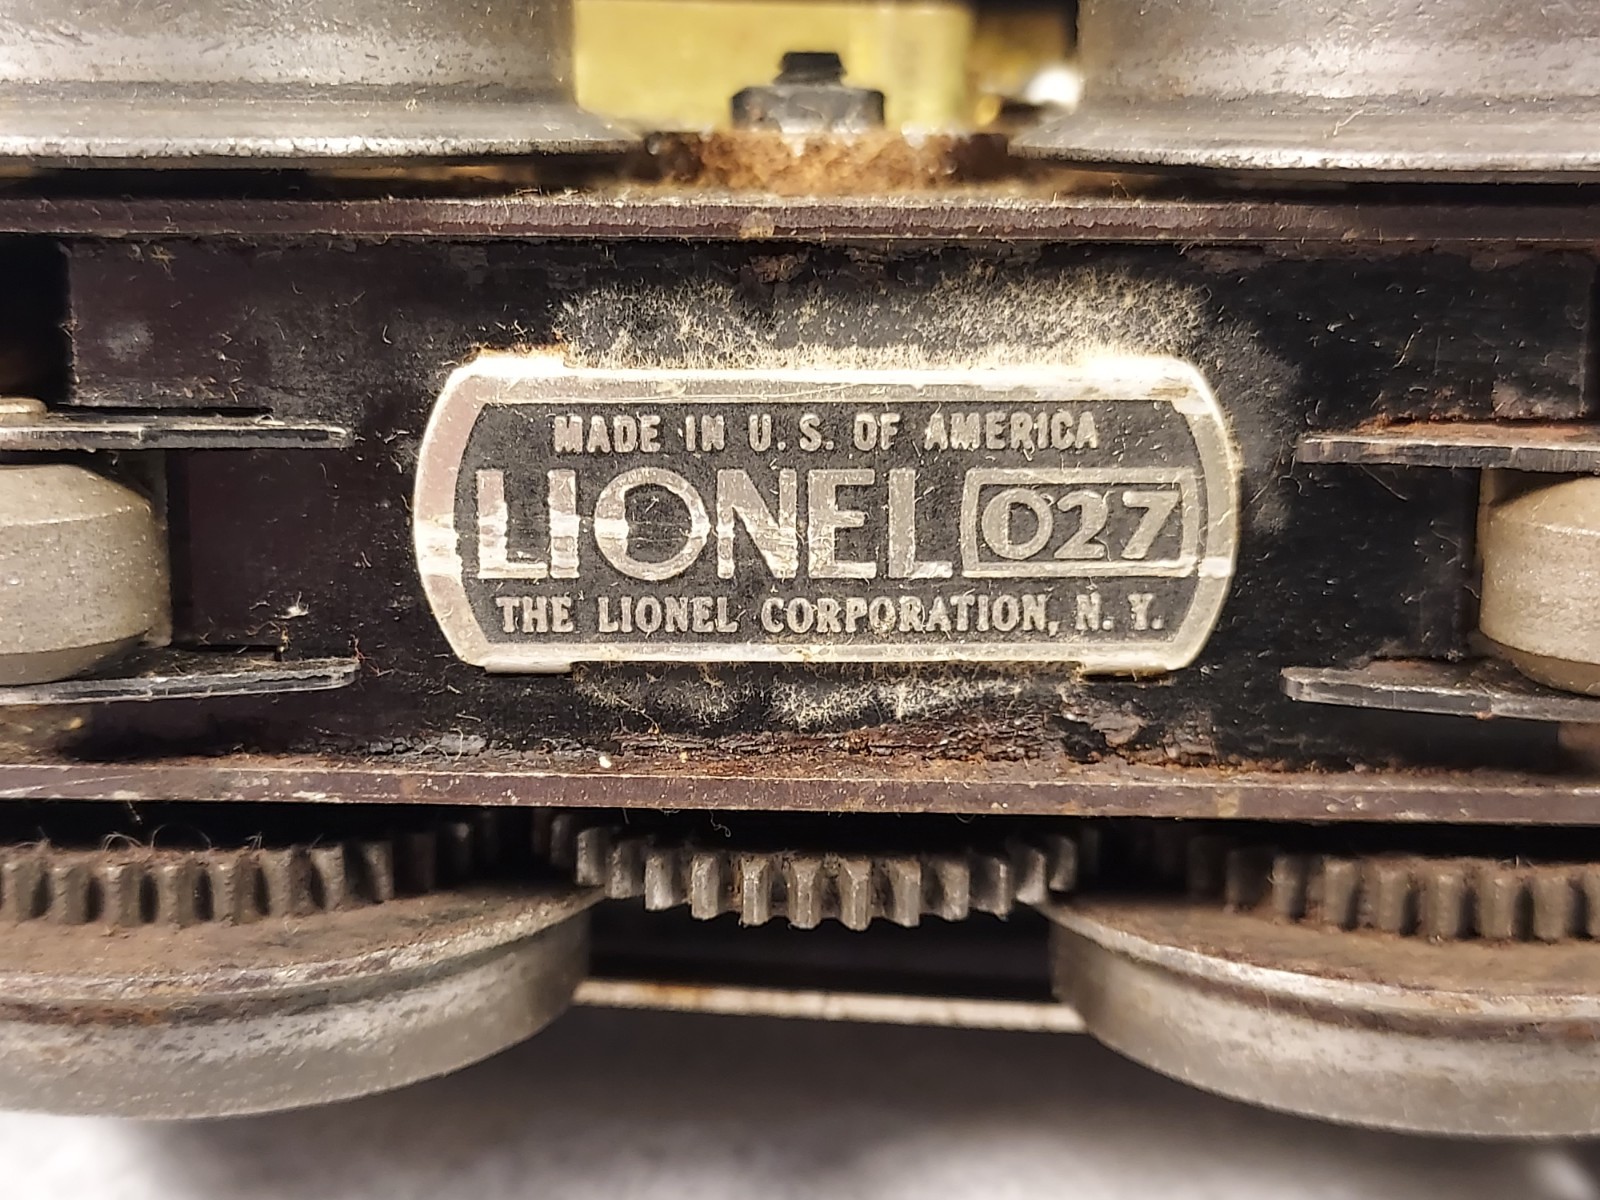 MADE IN U. S. OF AMERICA
LIONEL 027
THE LIONEL CORPORATION, N. Y.